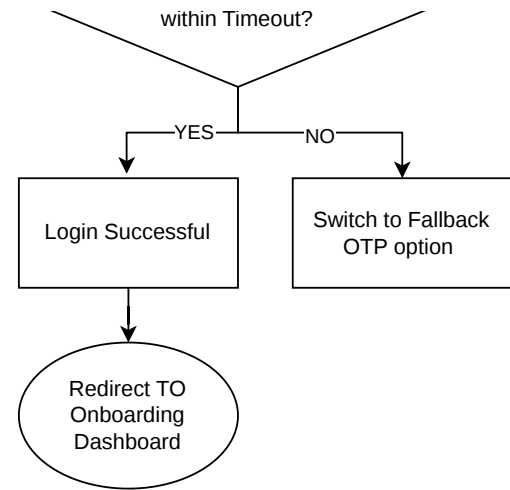 within Timeout?
YES
NO
Login Successful
Switch to Fallback
OTP option
Redirect TO
Onboarding
Dashboard